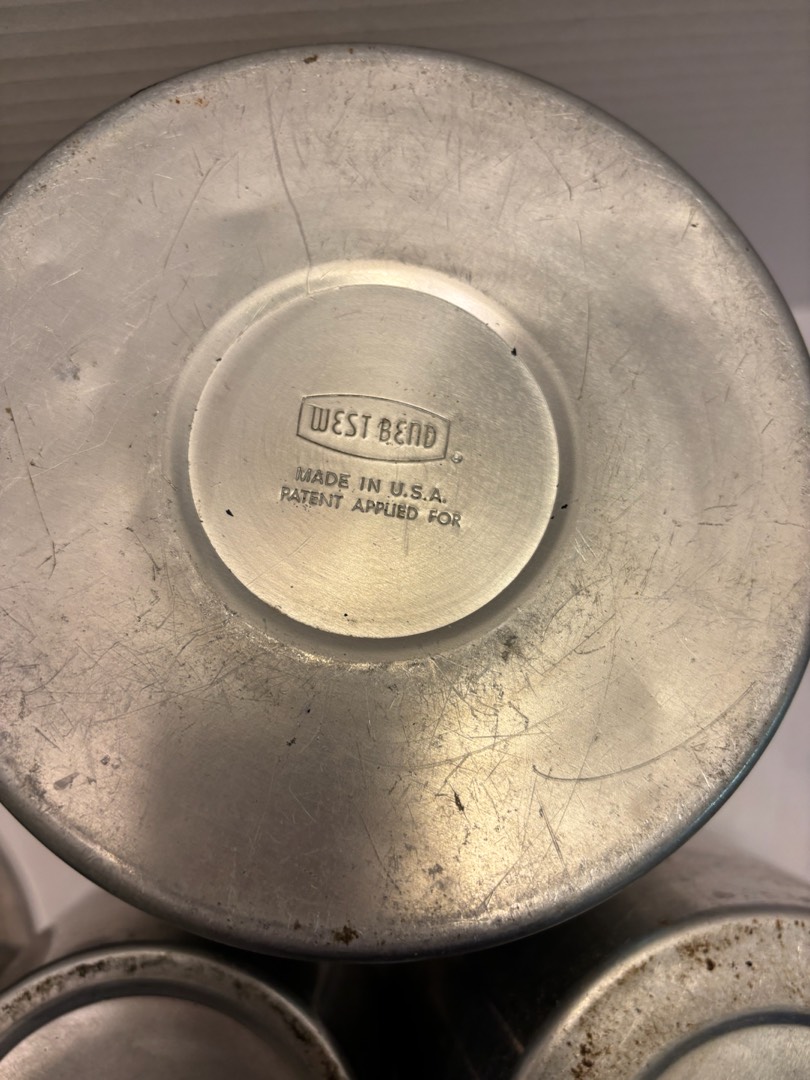 WEST BEND ®
MADE IN U.S.A.
PATENT APPLIED FOR